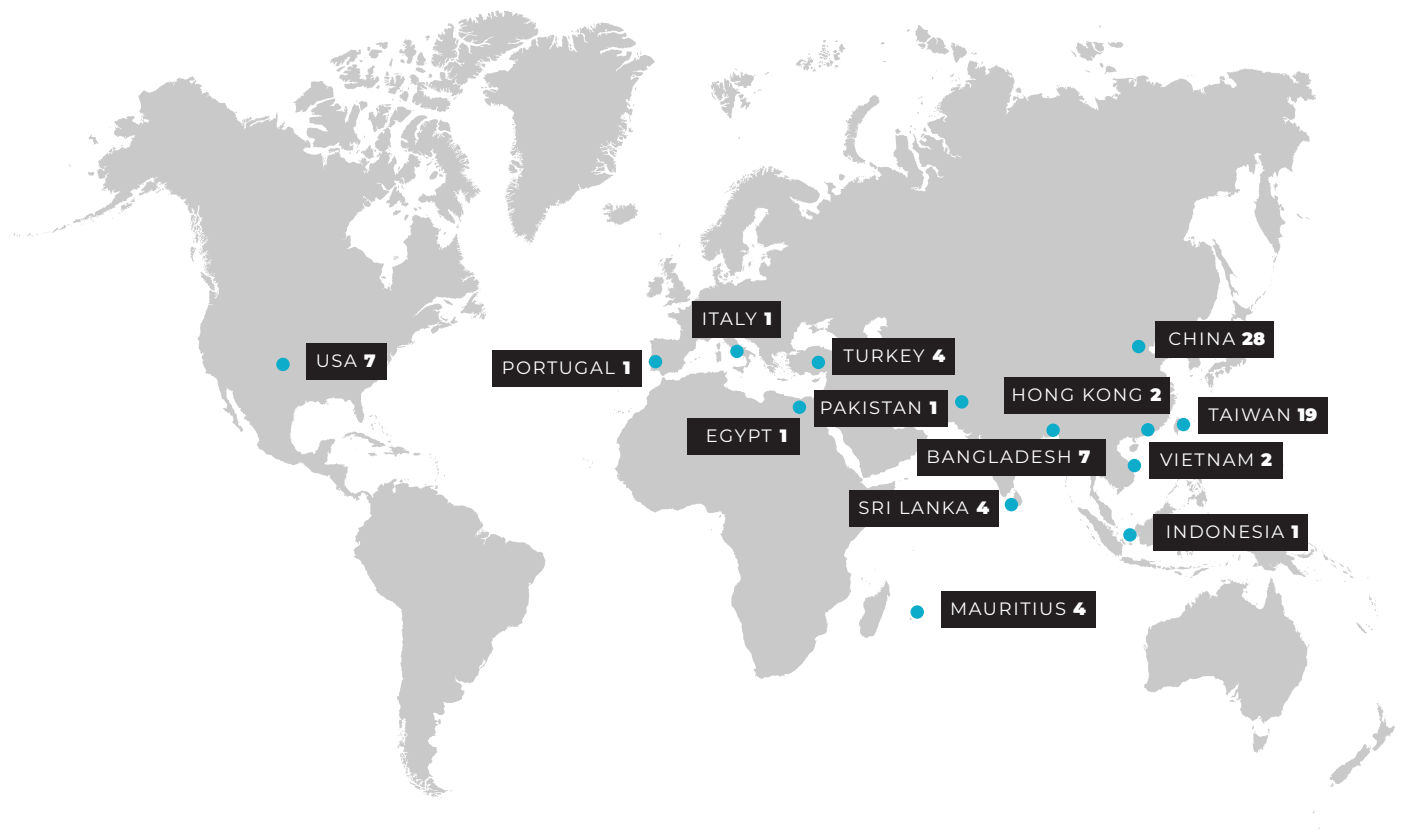 ITALY 1
CHINA 28
TURKEY 4
USA 7
PORTUGAL 1
HONG KONG 2
PAKISTAN 1
TAIWAN 19
EGYPT 1
BANGLADESH 7
VIETNAM 2
SRI LANKA 4
INDONESIA 1
MAURITIUS 4